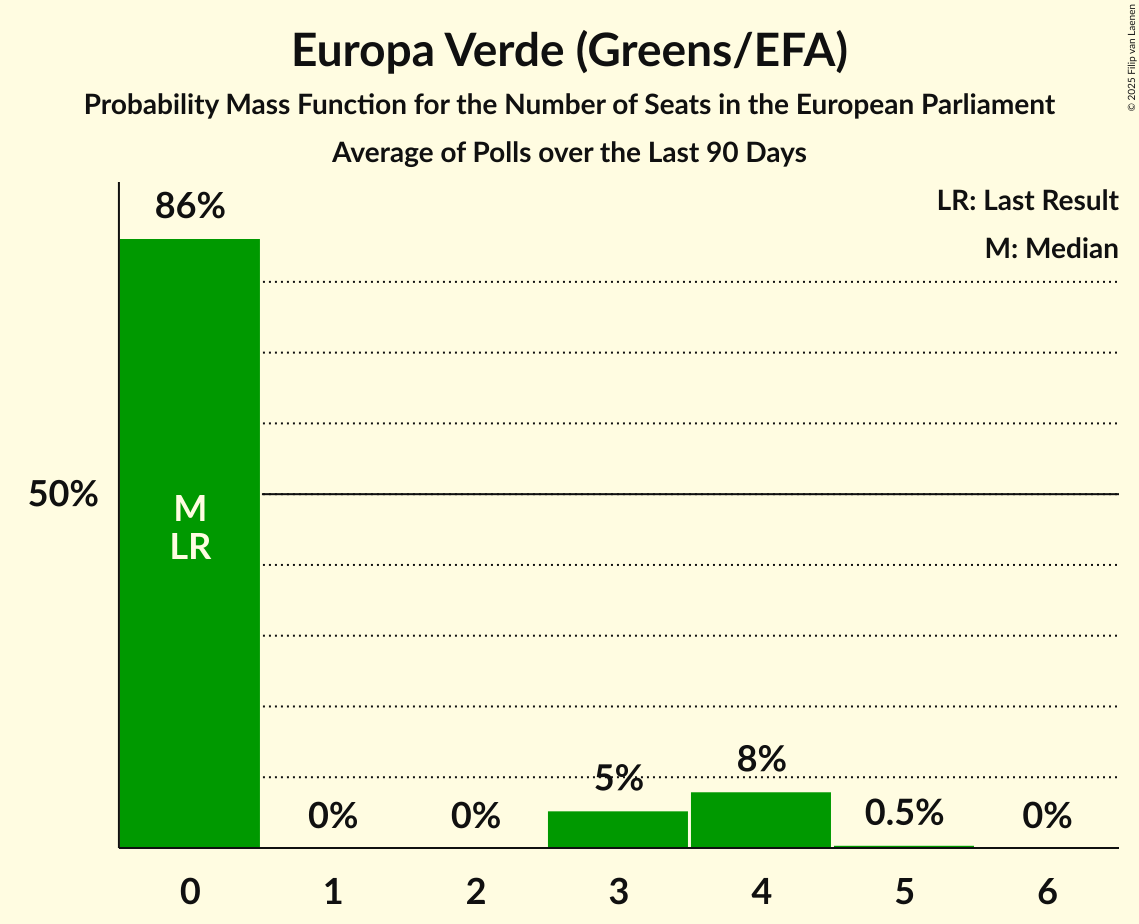 Europa Verde (Greens/EFA)
Probability Mass Function for the Number of Seats in the European Parliament
Average of Polls over the Last 90 Days
© 2025 Filip van Laenen
LR: Last Result
M: Median
86%
50%
M
LR
0%
0%
5%
8%
0.5%
0%
0
1
2
3
4
5
6